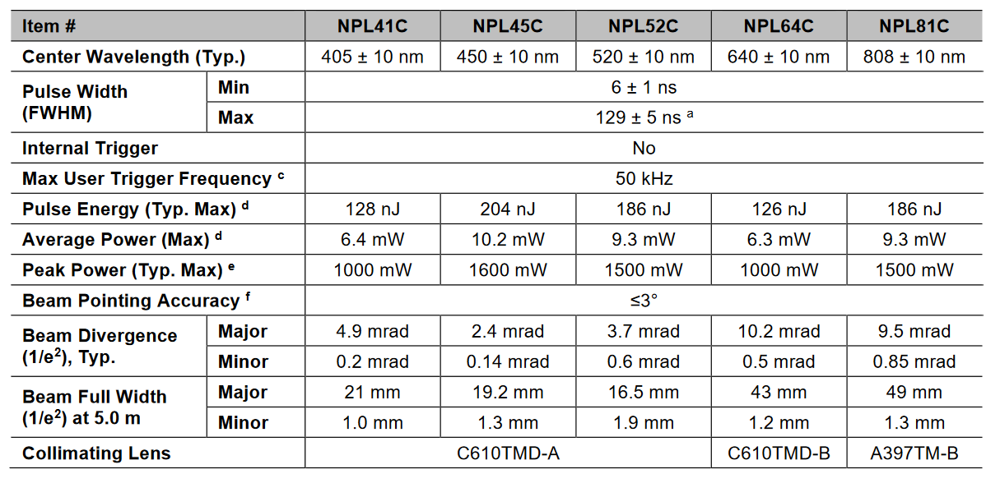 Item # NPL41C NPL45C NPL52C NPL64C NPL81C
Center Wavelength (Typ.) 405 ± 10 nm 450 ± 10 nm 520 ± 10 nm 640 ± 10 nm 808 ± 10 nm
Pulse Width (FWHM) Min 6 ± 1 ns
Max 129 ± 5 ns a
Internal Trigger No
Max User Trigger Frequency c 50 kHz
Pulse Energy (Typ. Max) d 128 nJ 204 nJ 186 nJ 126 nJ 186 nJ
Average Power (Max) d 6.4 mW 10.2 mW 9.3 mW 6.3 mW 9.3 mW
Peak Power (Typ. Max) e 1000 mW 1600 mW 1500 mW 1000 mW 1500 mW
Beam Pointing Accuracy f ≤3°
Beam Divergence (1/e²), Typ. Major 4.9 mrad 2.4 mrad 3.7 mrad 10.2 mrad 9.5 mrad
Minor 0.2 mrad 0.14 mrad 0.6 mrad 0.5 mrad 0.85 mrad
Beam Full Width (1/e²) at 5.0 m Major 21 mm 19.2 mm 16.5 mm 43 mm 49 mm
Minor 1.0 mm 1.3 mm 1.9 mm 1.2 mm 1.3 mm
Collimating Lens C610TMD-A C610TMD-B A397TM-B